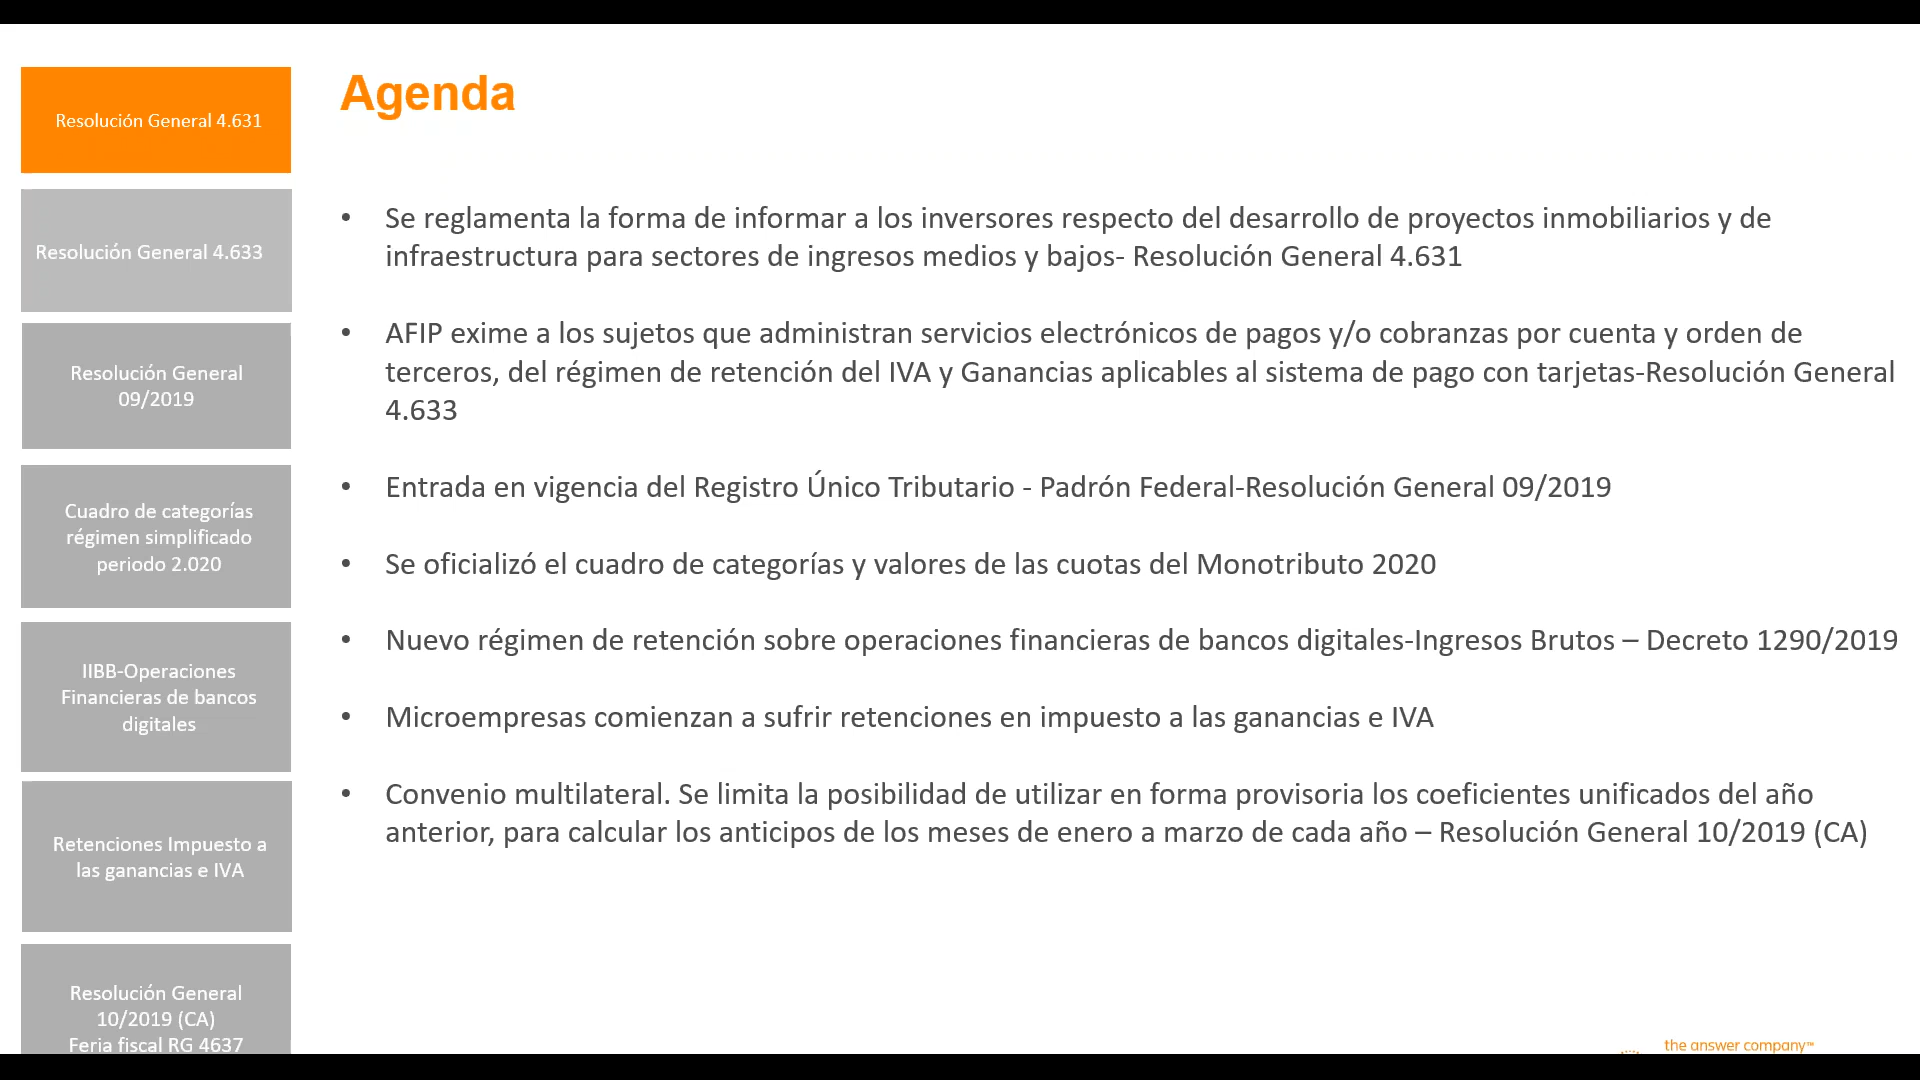 Resolución General 4.631
Resolución General 4.633
Resolución General
09/2019
Cuadro de categorías
régimen simplificado
periodo 2.020
IIBB-Operaciones
Financieras de bancos
digitales
Retenciones Impuesto a
las ganancias e IVA
Resolución General
10/2019 (CA)
Feria fiscal RG 4637
Agenda
• Se reglamenta la forma de informar a los inversores respecto del desarrollo de proyectos inmobiliarios y de
infraestructura para sectores de ingresos medios y bajos- Resolución General 4.631
• AFIP exime a los sujetos que administran servicios electrónicos de pagos y/o cobranzas por cuenta y orden de
terceros, del régimen de retención del IVA y Ganancias aplicables al sistema de pago con tarjetas-Resolución General
4.633
• Entrada en vigencia del Registro Único Tributario - Padrón Federal-Resolución General 09/2019
• Se oficializó el cuadro de categorías y valores de las cuotas del Monotributo 2020
• Nuevo régimen de retención sobre operaciones financieras de bancos digitales-Ingresos Brutos – Decreto 1290/2019
• Microempresas comienzan a sufrir retenciones en impuesto a las ganancias e IVA
• Convenio multilateral. Se limita la posibilidad de utilizar en forma provisoria los coeficientes unificados del año
anterior, para calcular los anticipos de los meses de enero a marzo de cada año – Resolución General 10/2019 (CA)
the answer company™